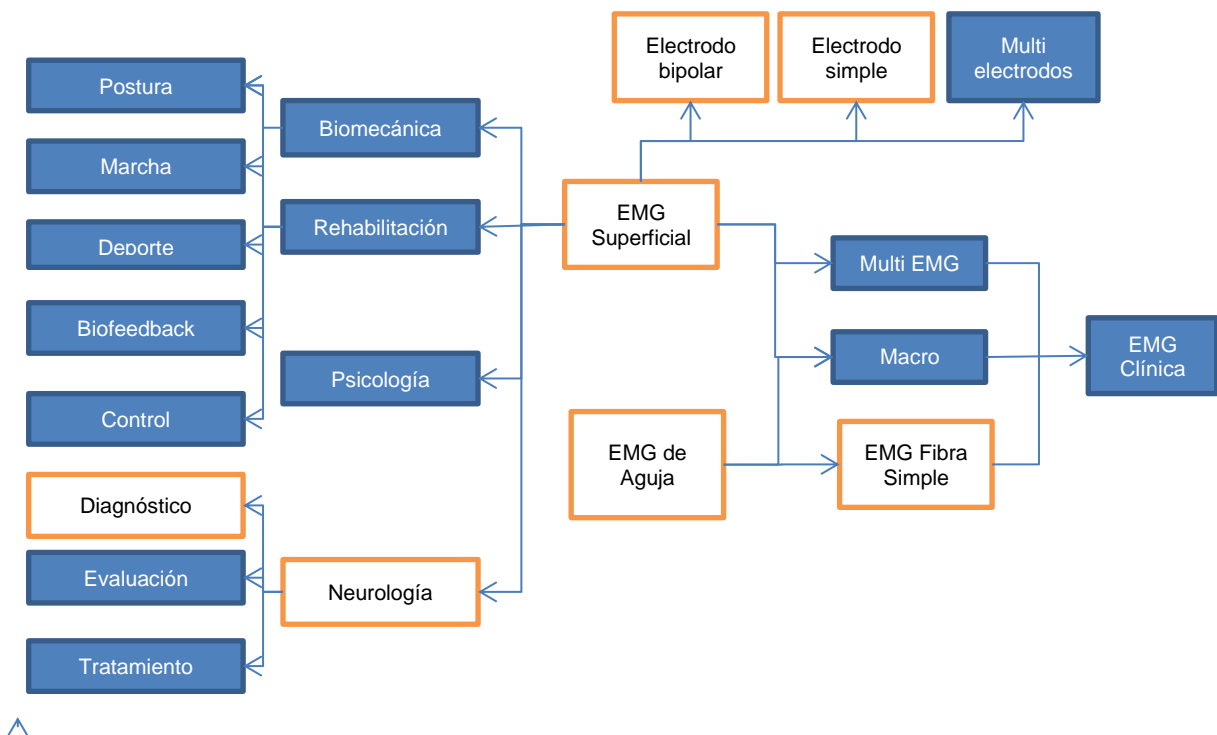 Electrodo
bipolar
Electrodo
simple
Multi
electrodos
Postura
Biomecánica
Marcha
EMG
Superficial
Rehabilitación
Deporte
Multi EMG
Biofeedback
Macro
EMG
Clínica
Psicología
Control
EMG de
Aguja
EMG Fibra
Simple
Diagnóstico
Evaluación
Neurología
Tratamiento